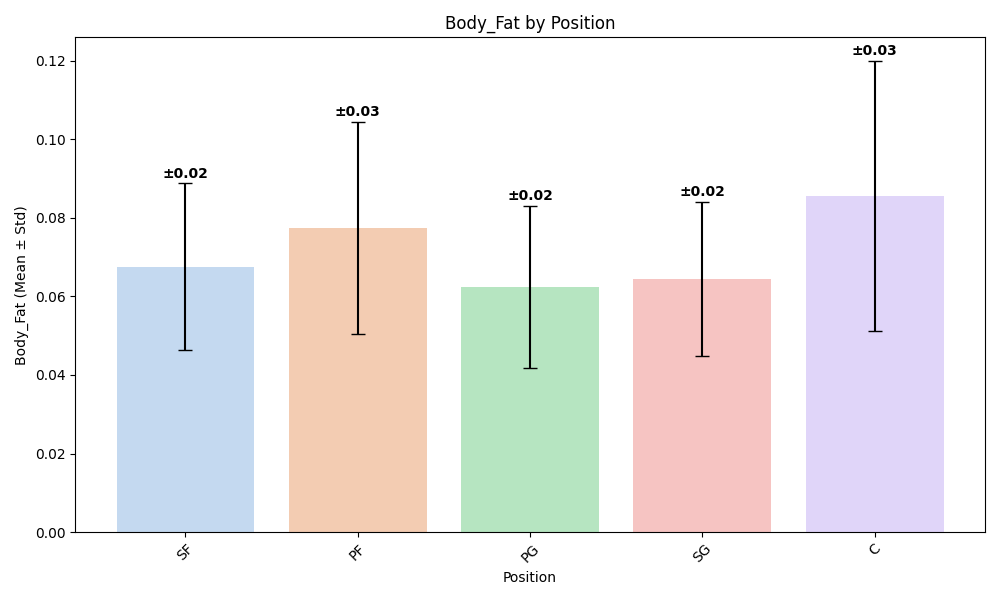 Body_Fat by Position
Body_Fat (Mean ± Std)
0.12
0.10
0.08
0.06
0.04
0.02
0.00
±0.02
±0.03
±0.02
±0.02
±0.03
SF
PF
PG
SG
C
Position